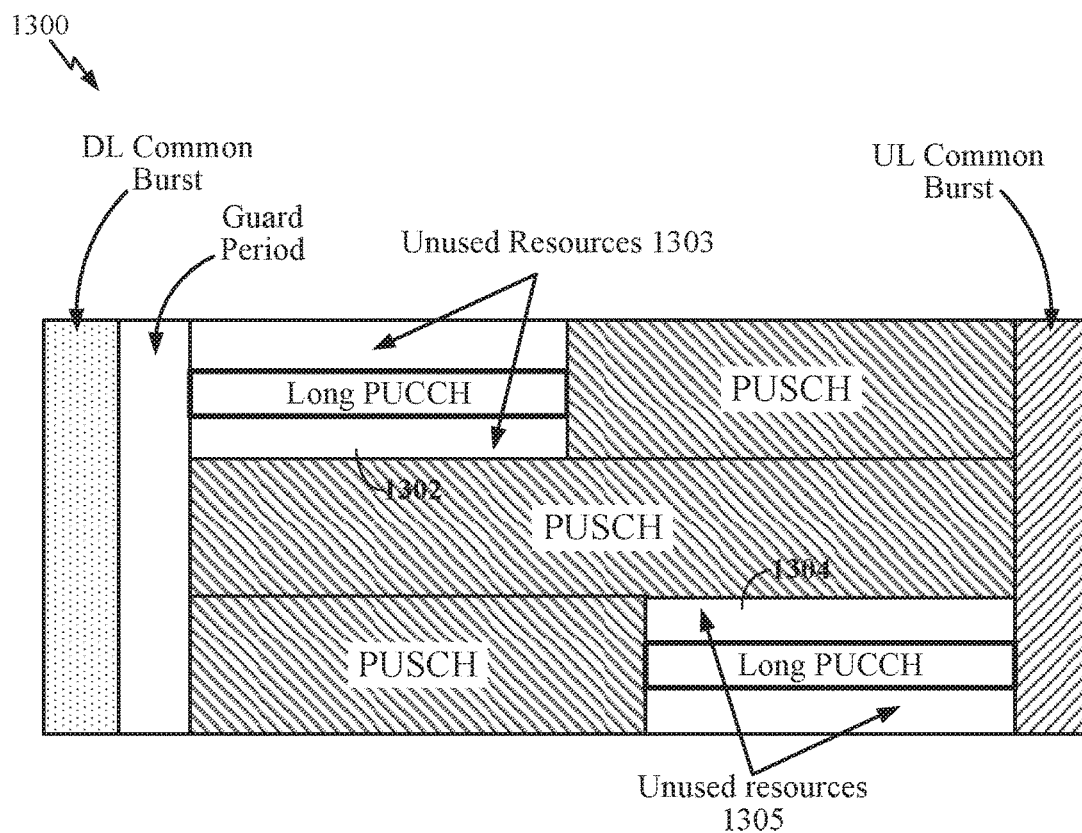 1300
DL Common
Burst
UL Common
Burst
Guard
Period
Unused Resources 1303
Long PUCCH
PUSCH
1302
PUSCH
1304
PUSCH
Long PUCCH
Unused resources
1305